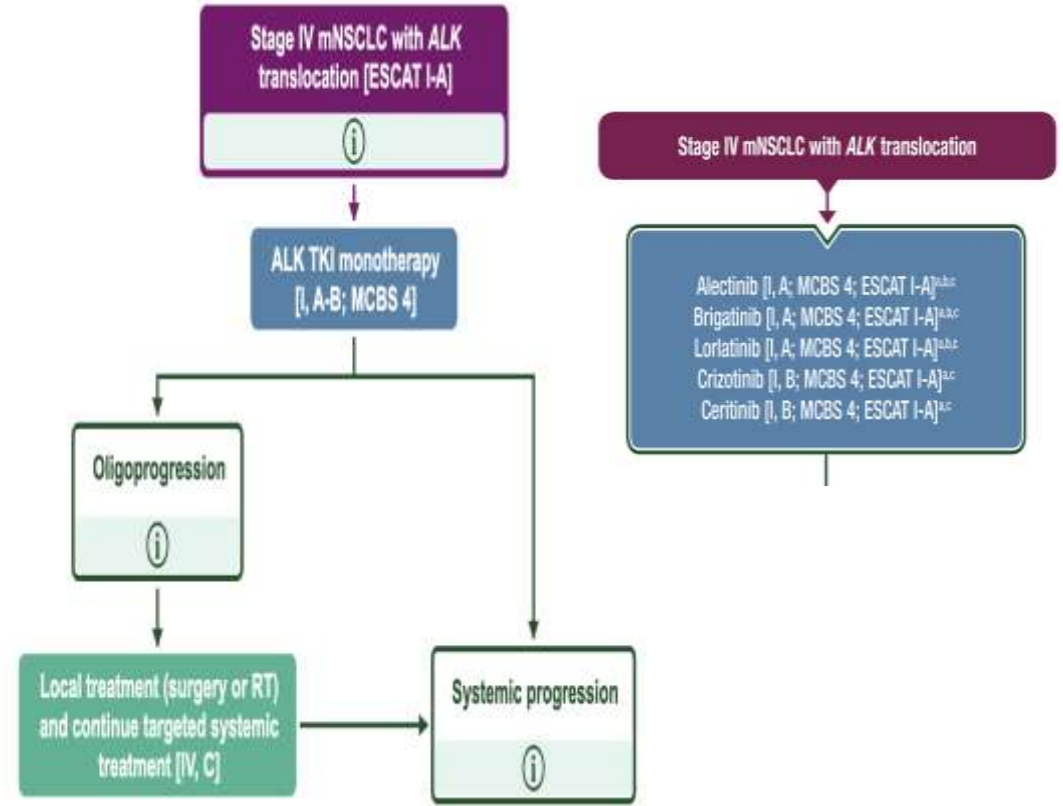 Stage IV mNSCLC with ALK
translocation [ESCAT I-A]
i
ALK TKI monotherapy
[I, A-B; MCBS 4]
Oligoprogression
i
Local treatment (surgery or RT)
and continue targeted systemic
treatment [IV, C]
Systemic progression
i
Stage IV mNSCLC with ALK translocation
Alectinib [I, A; MCBS 4; ESCAT I-A]a,b,c
Brigatinib [I, A; MCBS 4; ESCAT I-A]a,b,c
Lorlatinib [I, A; MCBS 4; ESCAT I-A]a,b,c
Crizotinib [I, B; MCBS 4; ESCAT I-A]a,c
Ceritinib [I, B; MCBS 4; ESCAT I-A]a,c